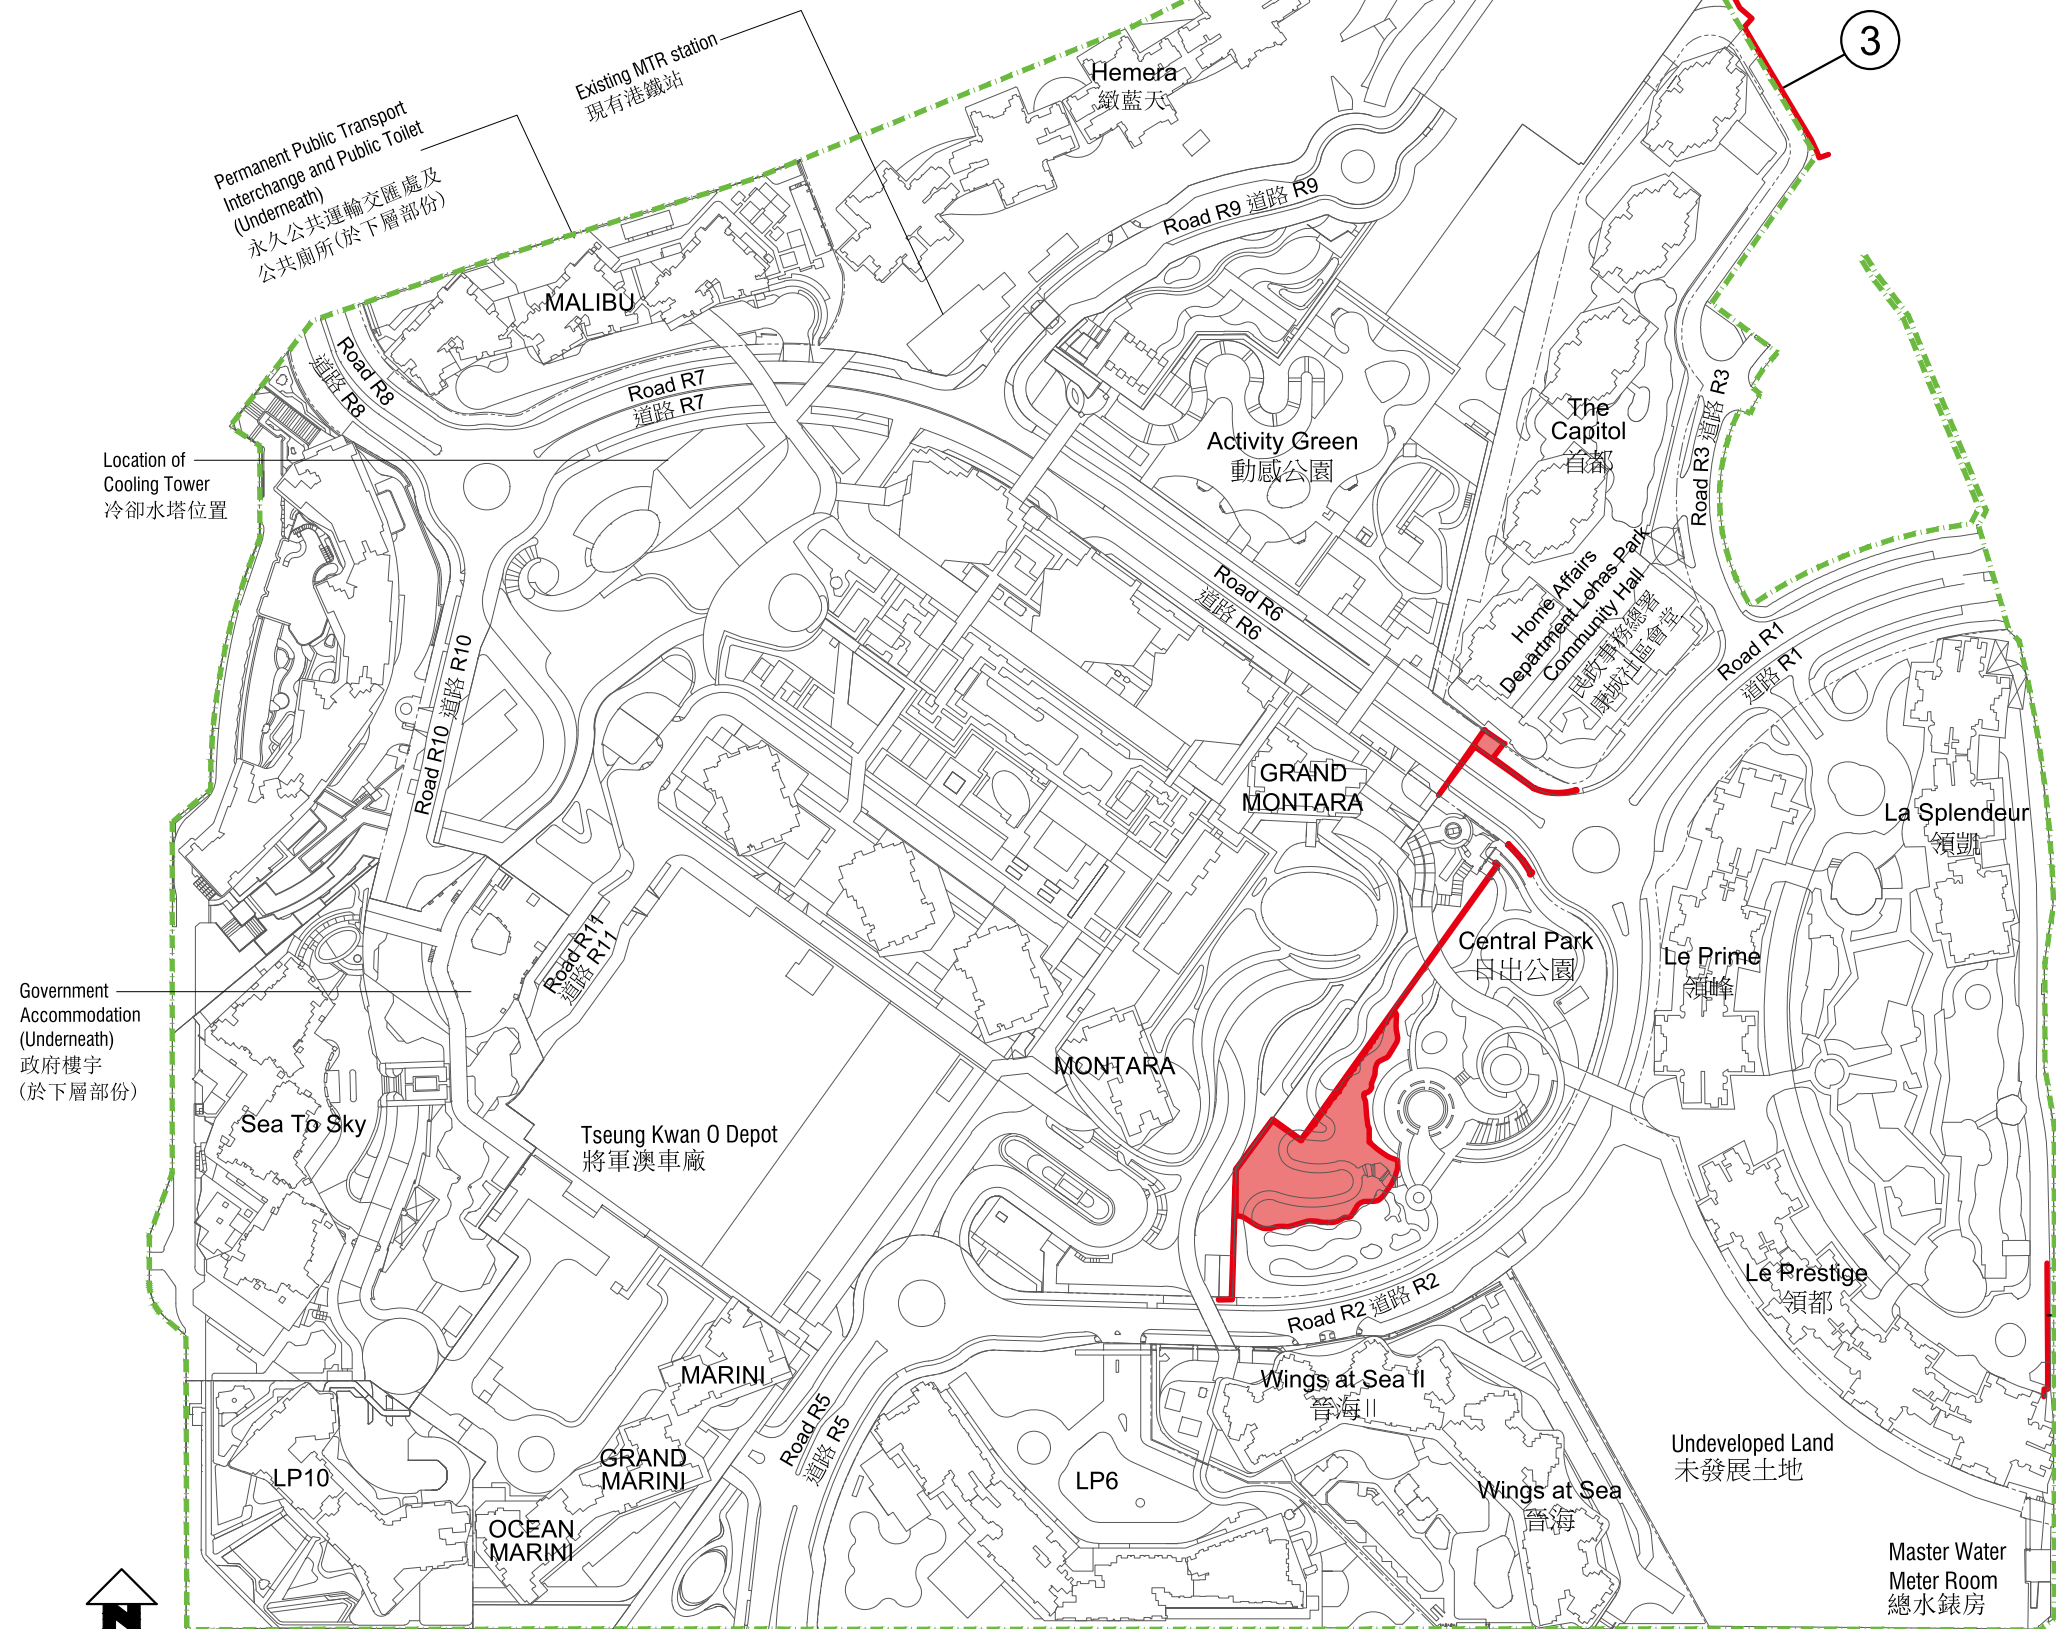 3
Existing MTR station
現有港鐵站
Hemera
緻藍天
Permanent Public Transport
Interchange and Public Toilet
(Underneath)
永久公共運輸交匯處及
公共廁所(於下層部份)
Road R9 道路 R9
MALIBU
Road R8
道路 R8
Road R7
道路 R7
The
Capitol
首都
Road R3 道路 R3
Activity Green
動感公園
Location of
Cooling Tower
冷卻水塔位置
Home Affairs
Department Lohas Park
Community Hall
民政事務總署
康城社區會堂
Road R6
道路 R6
Road R1
道路 R1
Road R10 道路 R10
GRAND
MONTARA
La Splendeur
領凱
Central Park
日出公園
Le Prime
領峰
Road R11
道路 R11
Government
Accommodation
(Underneath)
政府樓宇
(於下層部份)
MONTARA
Sea To Sky
Tseung Kwan O Depot
將軍澳車廠
Le Prestige
領都
Road R2 道路 R2
MARINI
Wings at Sea II
晉海II
Road R5
道路 R5
GRAND
MARINI
LP10
LP6
Undeveloped Land
未發展土地
Wings at Sea
晉海
OCEAN
MARINI
Master Water
Meter Room
總水錶房
N